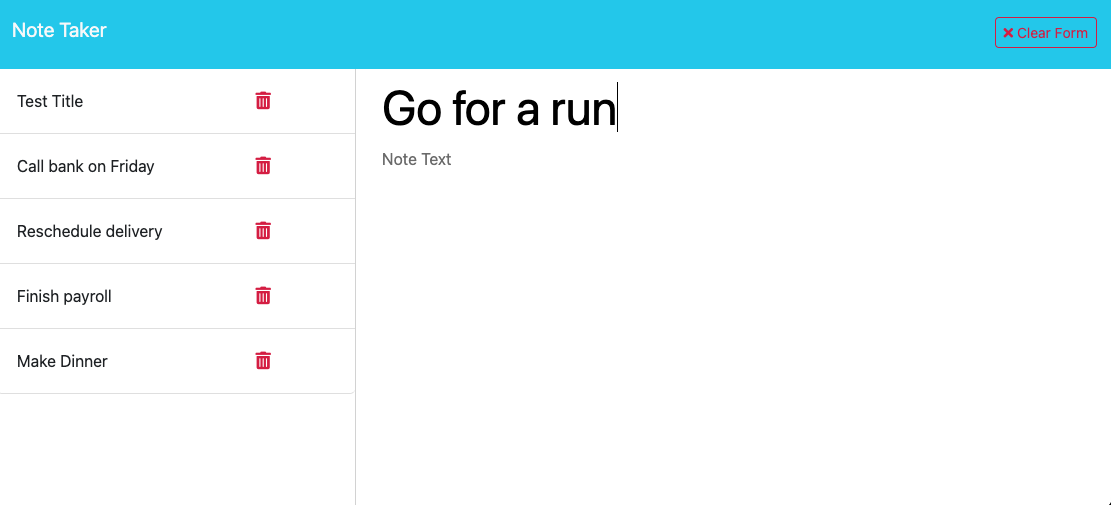 Note Taker
Clear Form
Test Title
Call bank on Friday
Reschedule delivery
Finish payroll
Make Dinner
Go for a run
Note Text